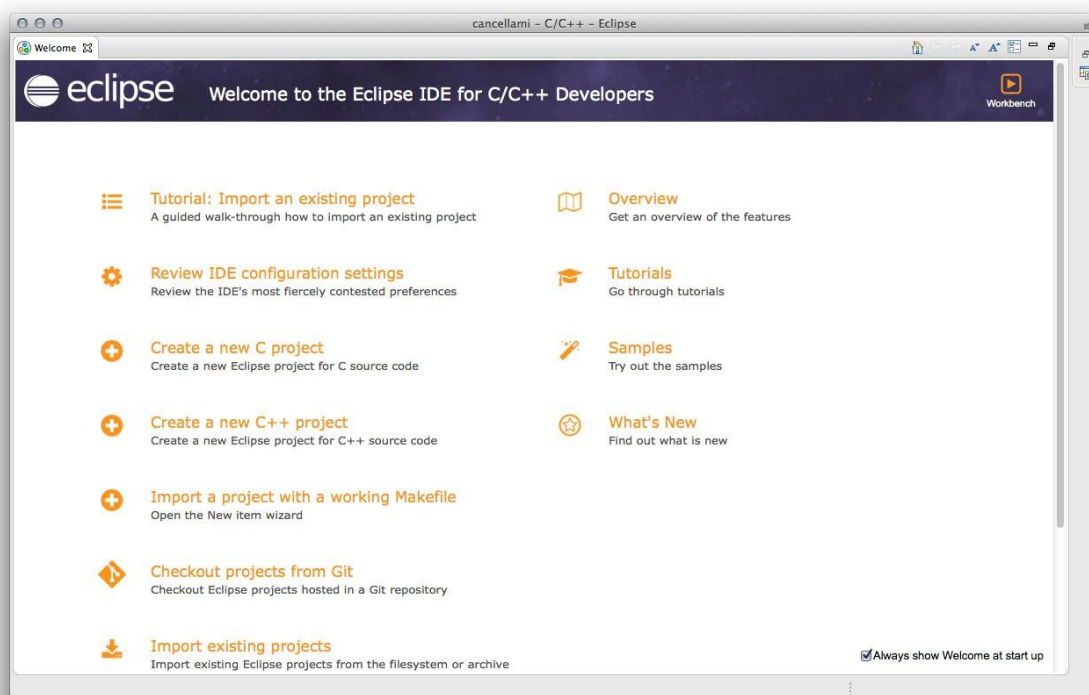 cancellami – C/C++ – Eclipse
Welcome
eclipse
Welcome to the Eclipse IDE for C/C++ Developers
Workbench
Tutorial: Import an existing project
A guided walk-through how to import an existing project
Review IDE configuration settings
Review the IDE's most fiercely contested preferences
Create a new C project
Create a new Eclipse project for C source code
Create a new C++ project
Create a new Eclipse project for C++ source code
Import a project with a working Makefile
Open the New item wizard
Checkout projects from Git
Checkout Eclipse projects hosted in a Git repository
Import existing projects
Import existing Eclipse projects from the filesystem or archive
Overview
Get an overview of the features
Tutorials
Go through tutorials
Samples
Try out the samples
What's New
Find out what is new
Always show Welcome at start up